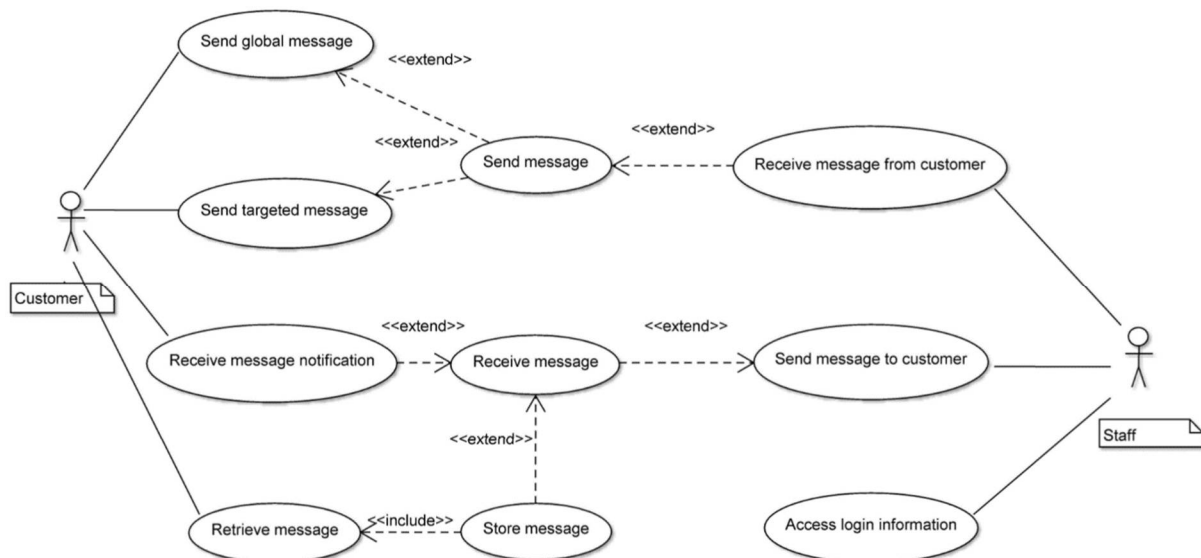 Send global message
<<extend>>
<<extend>>
<<extend>>
Send message
Receive message from customer
Send targeted message
Customer
<<extend>>
<<extend>>
Receive message notification
Receive message
Send message to customer
<<extend>>
Staff
Retrieve message
<<include>>
Store message
Access login information